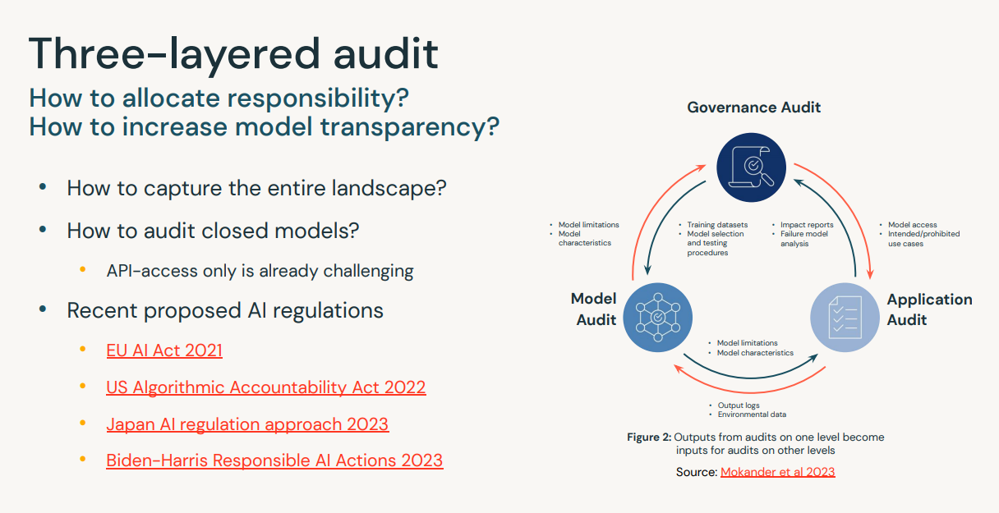 Three-layered audit
How to allocate responsibility?
How to increase model transparency?
• How to capture the entire landscape?
• How to audit closed models?
• API-access only is already challenging
• Recent proposed AI regulations
• EU AI Act 2021
• US Algorithmic Accountability Act 2022
• Japan AI regulation approach 2023
• Biden-Harris Responsible AI Actions 2023
Governance Audit
• Model limitations
• Model
characteristics
• Training datasets
• Model selection
and testing
procedures
• Impact reports
• Failure model
analysis
• Model access
• Intended/prohibited
use cases
Model
Audit
Application
Audit
• Model limitations
• Model characteristics
• Output logs
• Environmental data
Figure 2: Outputs from audits on one level become
inputs for audits on other levels
Source: Mokander et al 2023